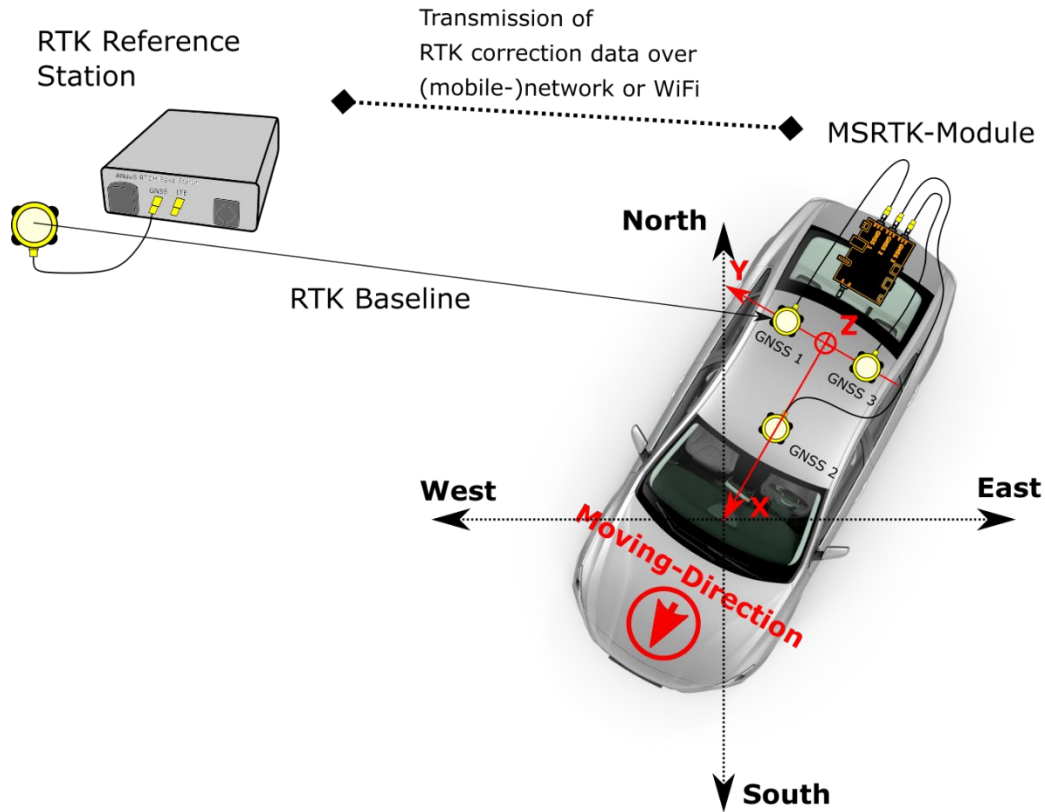 RTK Reference
Station
Transmission of
RTK correction data over
(mobile-)network or WiFi
MSRTK-Module
GNSS
North
Y
Z
RTK Baseline
GNSS 1
GNSS 3
GNSS 2
West
East
X
Moving-Direction
South